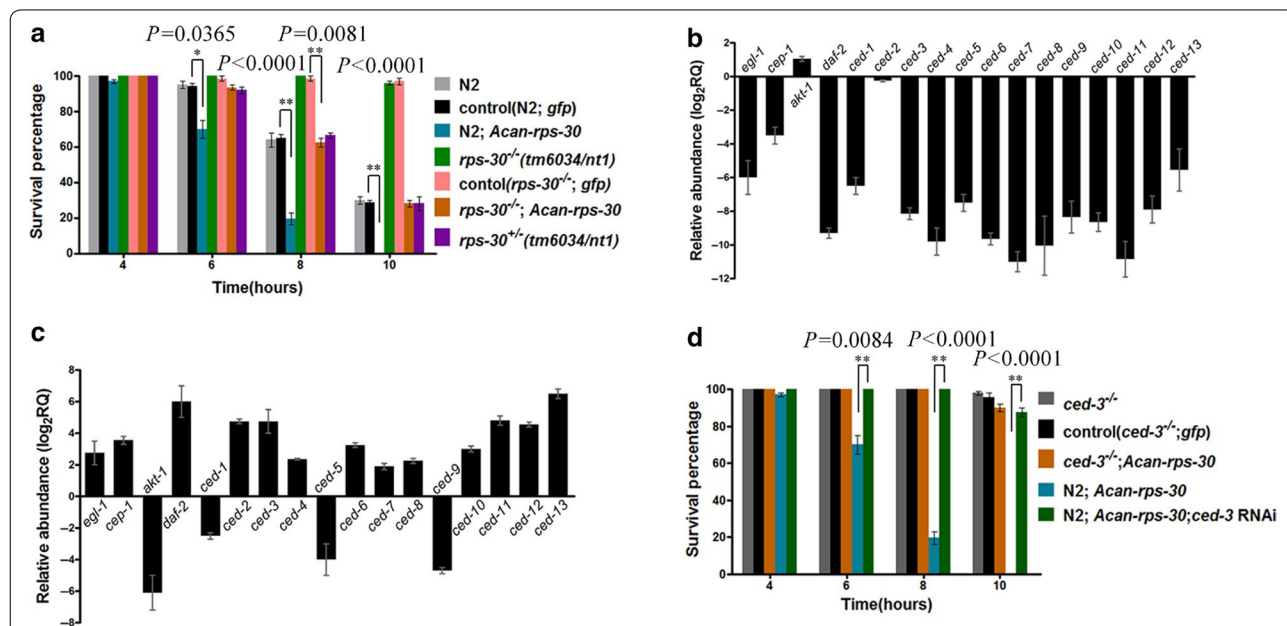 a
P=0.0365
P=0.0081
P<0.0001
P<0.0001
*
**
**
**
Survival percentage
100
80
60
40
20
0
4
6
8
10
Time(hours)
N2
control(N2; gfp)
N2; Acan-rps-30
rps-30-/-(tm6034/nt1)
contol(rps-30-/-; gfp)
rps-30-/-; Acan-rps-30
rps-30+/-(tm6034/nt1)
b
Relative abundance (log2RQ)
2
0
−2
−4
−6
−8
−10
−12
egl-1
cep-1
akt-1
daf-2
ced-1
ced-2
ced-3
ced-4
ced-5
ced-6
ced-7
ced-8
ced-9
ced-10
ced-11
ced-12
ced-13
c
Relative abundance (log2RQ)
8
6
4
2
0
−2
−4
−6
−8
egl-1
cep-1
akt-1
daf-2
ced-1
ced-2
ced-3
ced-4
ced-5
ced-6
ced-7
ced-8
ced-9
ced-10
ced-11
ced-12
ced-13
d
P=0.0084
P<0.0001
P<0.0001
**
**
**
Survival percentage
100
80
60
40
20
0
4
6
8
10
Time(hours)
ced-3-/-
control(ced-3-/-;gfp)
ced-3-/-;Acan-rps-30
N2; Acan-rps-30
N2; Acan-rps-30;ced-3 RNAi